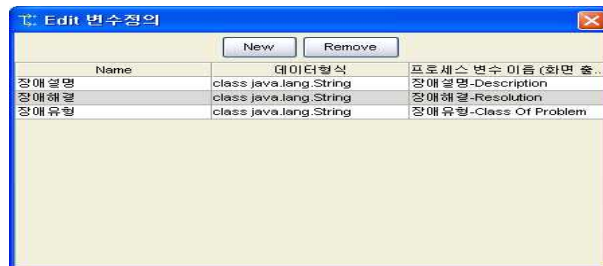 Edit 변수정의
New Remove
Name 데이터형식 프로세스 변수 이름 (화면 출...
장애설명 class java.lang.String 장애설명-Description
장애해결 class java.lang.String 장애해결-Resolution
장애유형 class java.lang.String 장애유형-Class Of Problem